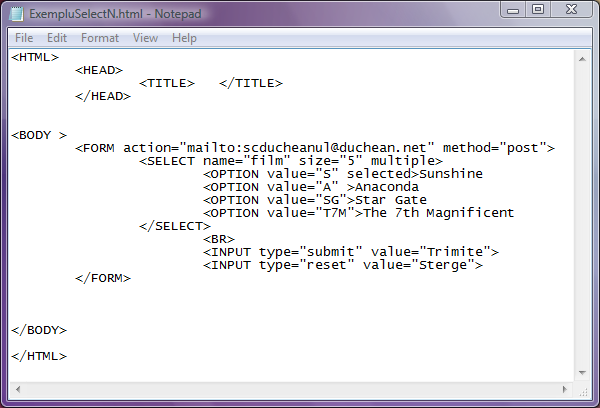 ExempluSelectN.html - Notepad
File Edit Format View Help
<HTML>
<HEAD>
<TITLE> </TITLE>
</HEAD>
<BODY >
<FORM action="mailto:scducheanul@duchean.net" method="post">
<SELECT name="film" size="5" multiple>
<OPTION value="S" selected>Sunshine
<OPTION value="A" >Anaconda
<OPTION value="SG">Star Gate
<OPTION value="T7M">The 7th Magnificent
</SELECT>
<BR>
<INPUT type="submit" value="Trimite">
<INPUT type="reset" value="Sterge">
</FORM>
</BODY>
</HTML>